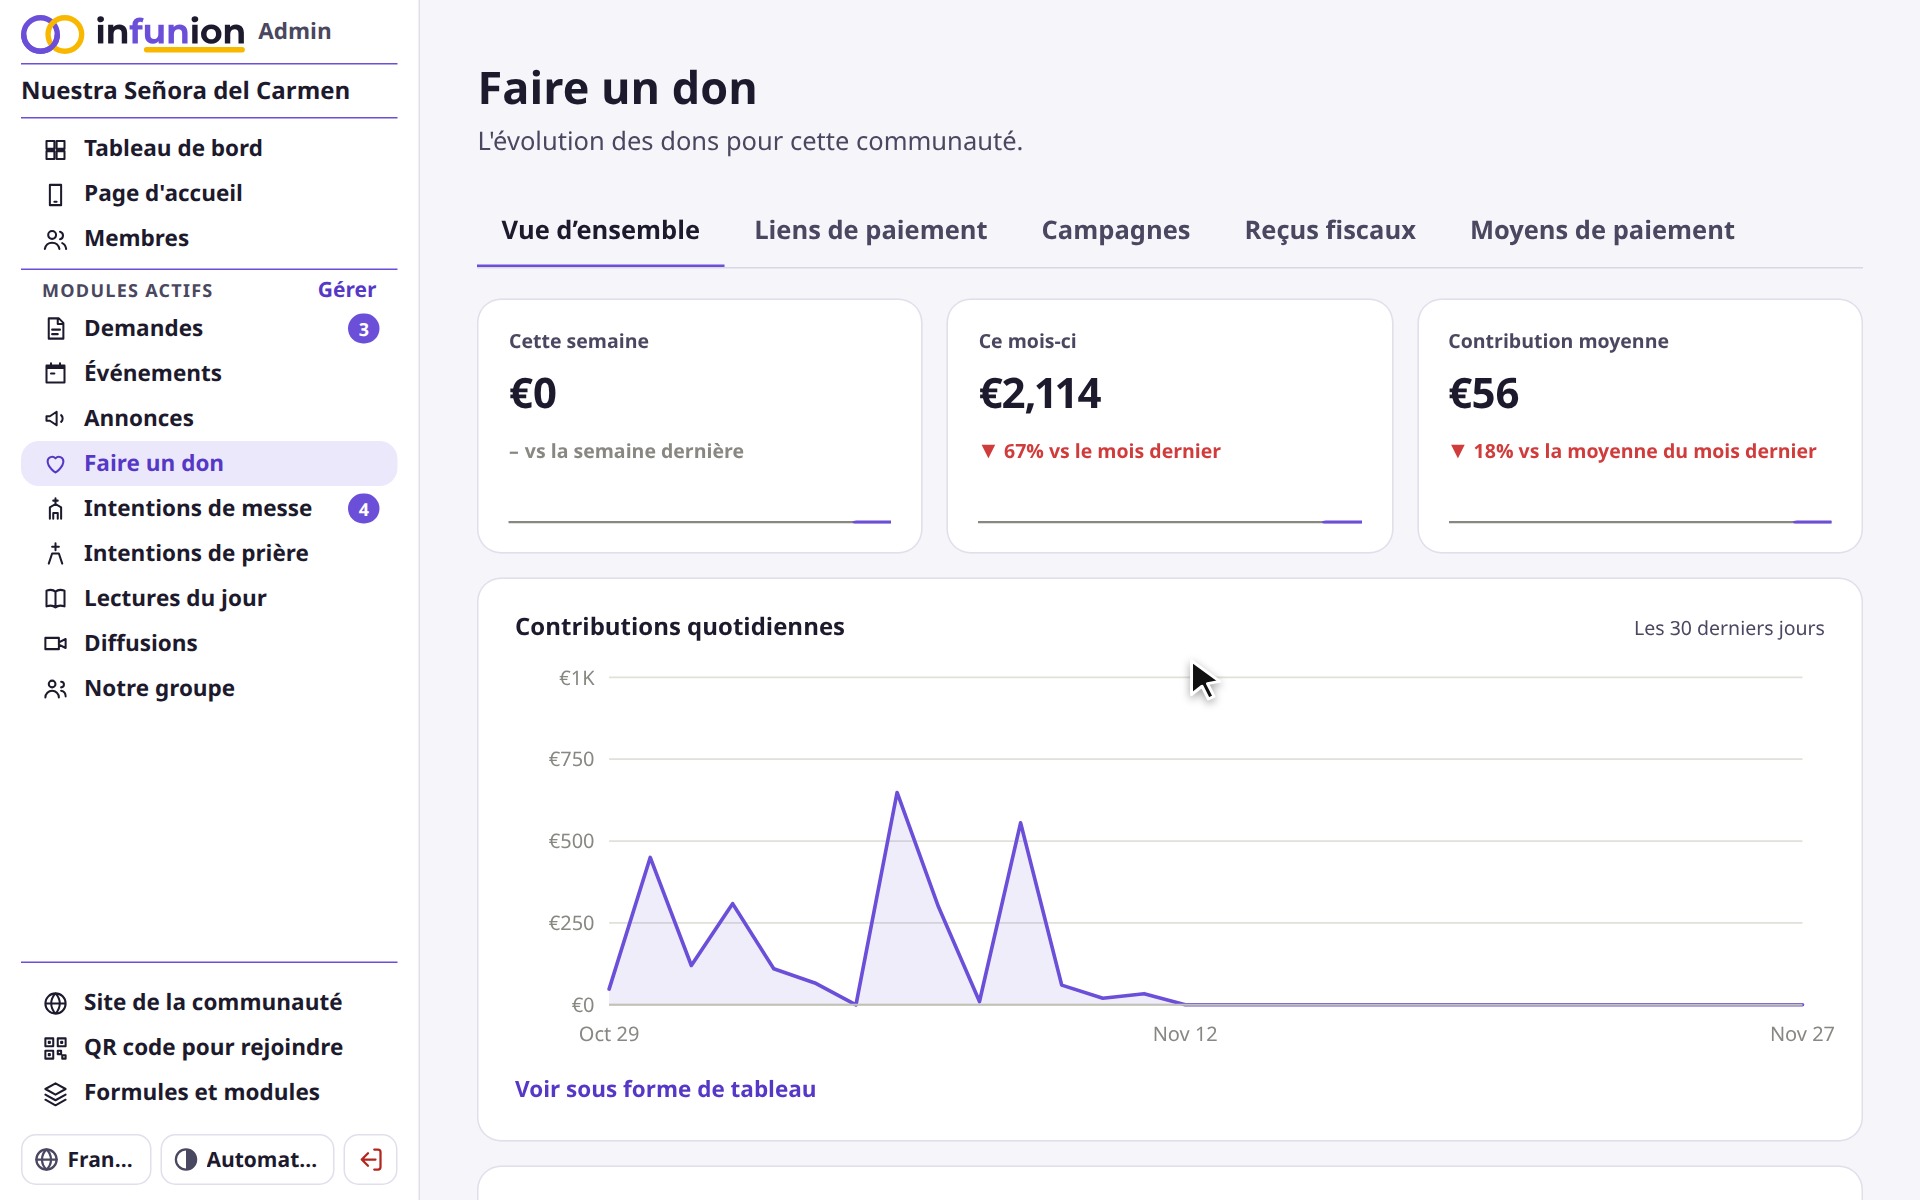 infunion Admin
Nuestra Señora del Carmen
Tableau de bord
Page d'accueil
Membres
MODULES ACTIFS Gérer
Demandes 3
Événements
Annonces
Faire un don
Intentions de messe 4
Intentions de prière
Lectures du jour
Diffusions
Notre groupe
Site de la communauté
QR code pour rejoindre
Formules et modules
Fran... Automat...
Faire un don
L'évolution des dons pour cette communauté.
Vue d’ensemble Liens de paiement Campagnes Reçus fiscaux Moyens de paiement
Cette semaine
€0
– vs la semaine dernière
Ce mois-ci
€2,114
▼ 67% vs le mois dernier
Contribution moyenne
€56
▼ 18% vs la moyenne du mois dernier
Contributions quotidiennes
Les 30 derniers jours
€1K
€750
€500
€250
€0
Oct 29 Nov 12 Nov 27
Voir sous forme de tableau